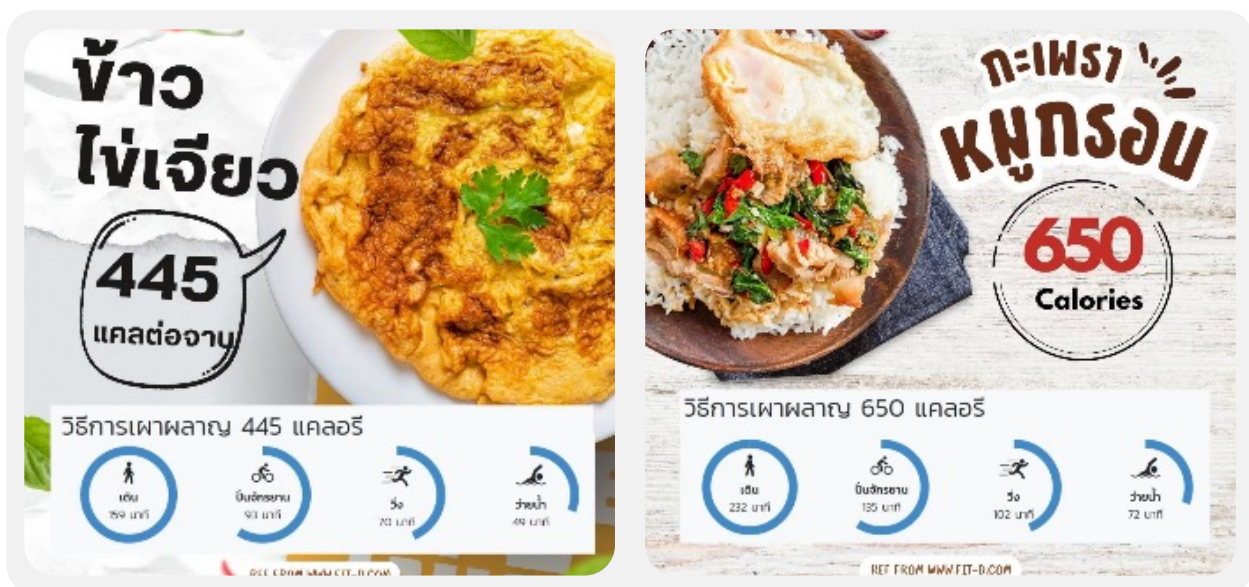 ข้าว
ไข่เจียว
445
แคลต่อจาน
วิธีการเผาผลาญ 445 แคลอรี
เดิน
159 นาที
ปั่นจักรยาน
93 นาที
วิ่ง
70 นาที
ว่ายน้ำ
49 นาที
REF FROM WWW.FIT-D.COM
กะเพรา
หมูกรอบ
650
Calories
วิธีการเผาผลาญ 650 แคลอรี
เดิน
232 นาที
ปั่นจักรยาน
135 นาที
วิ่ง
102 นาที
ว่ายน้ำ
72 นาที
REF FROM WWW.FIT-D.COM